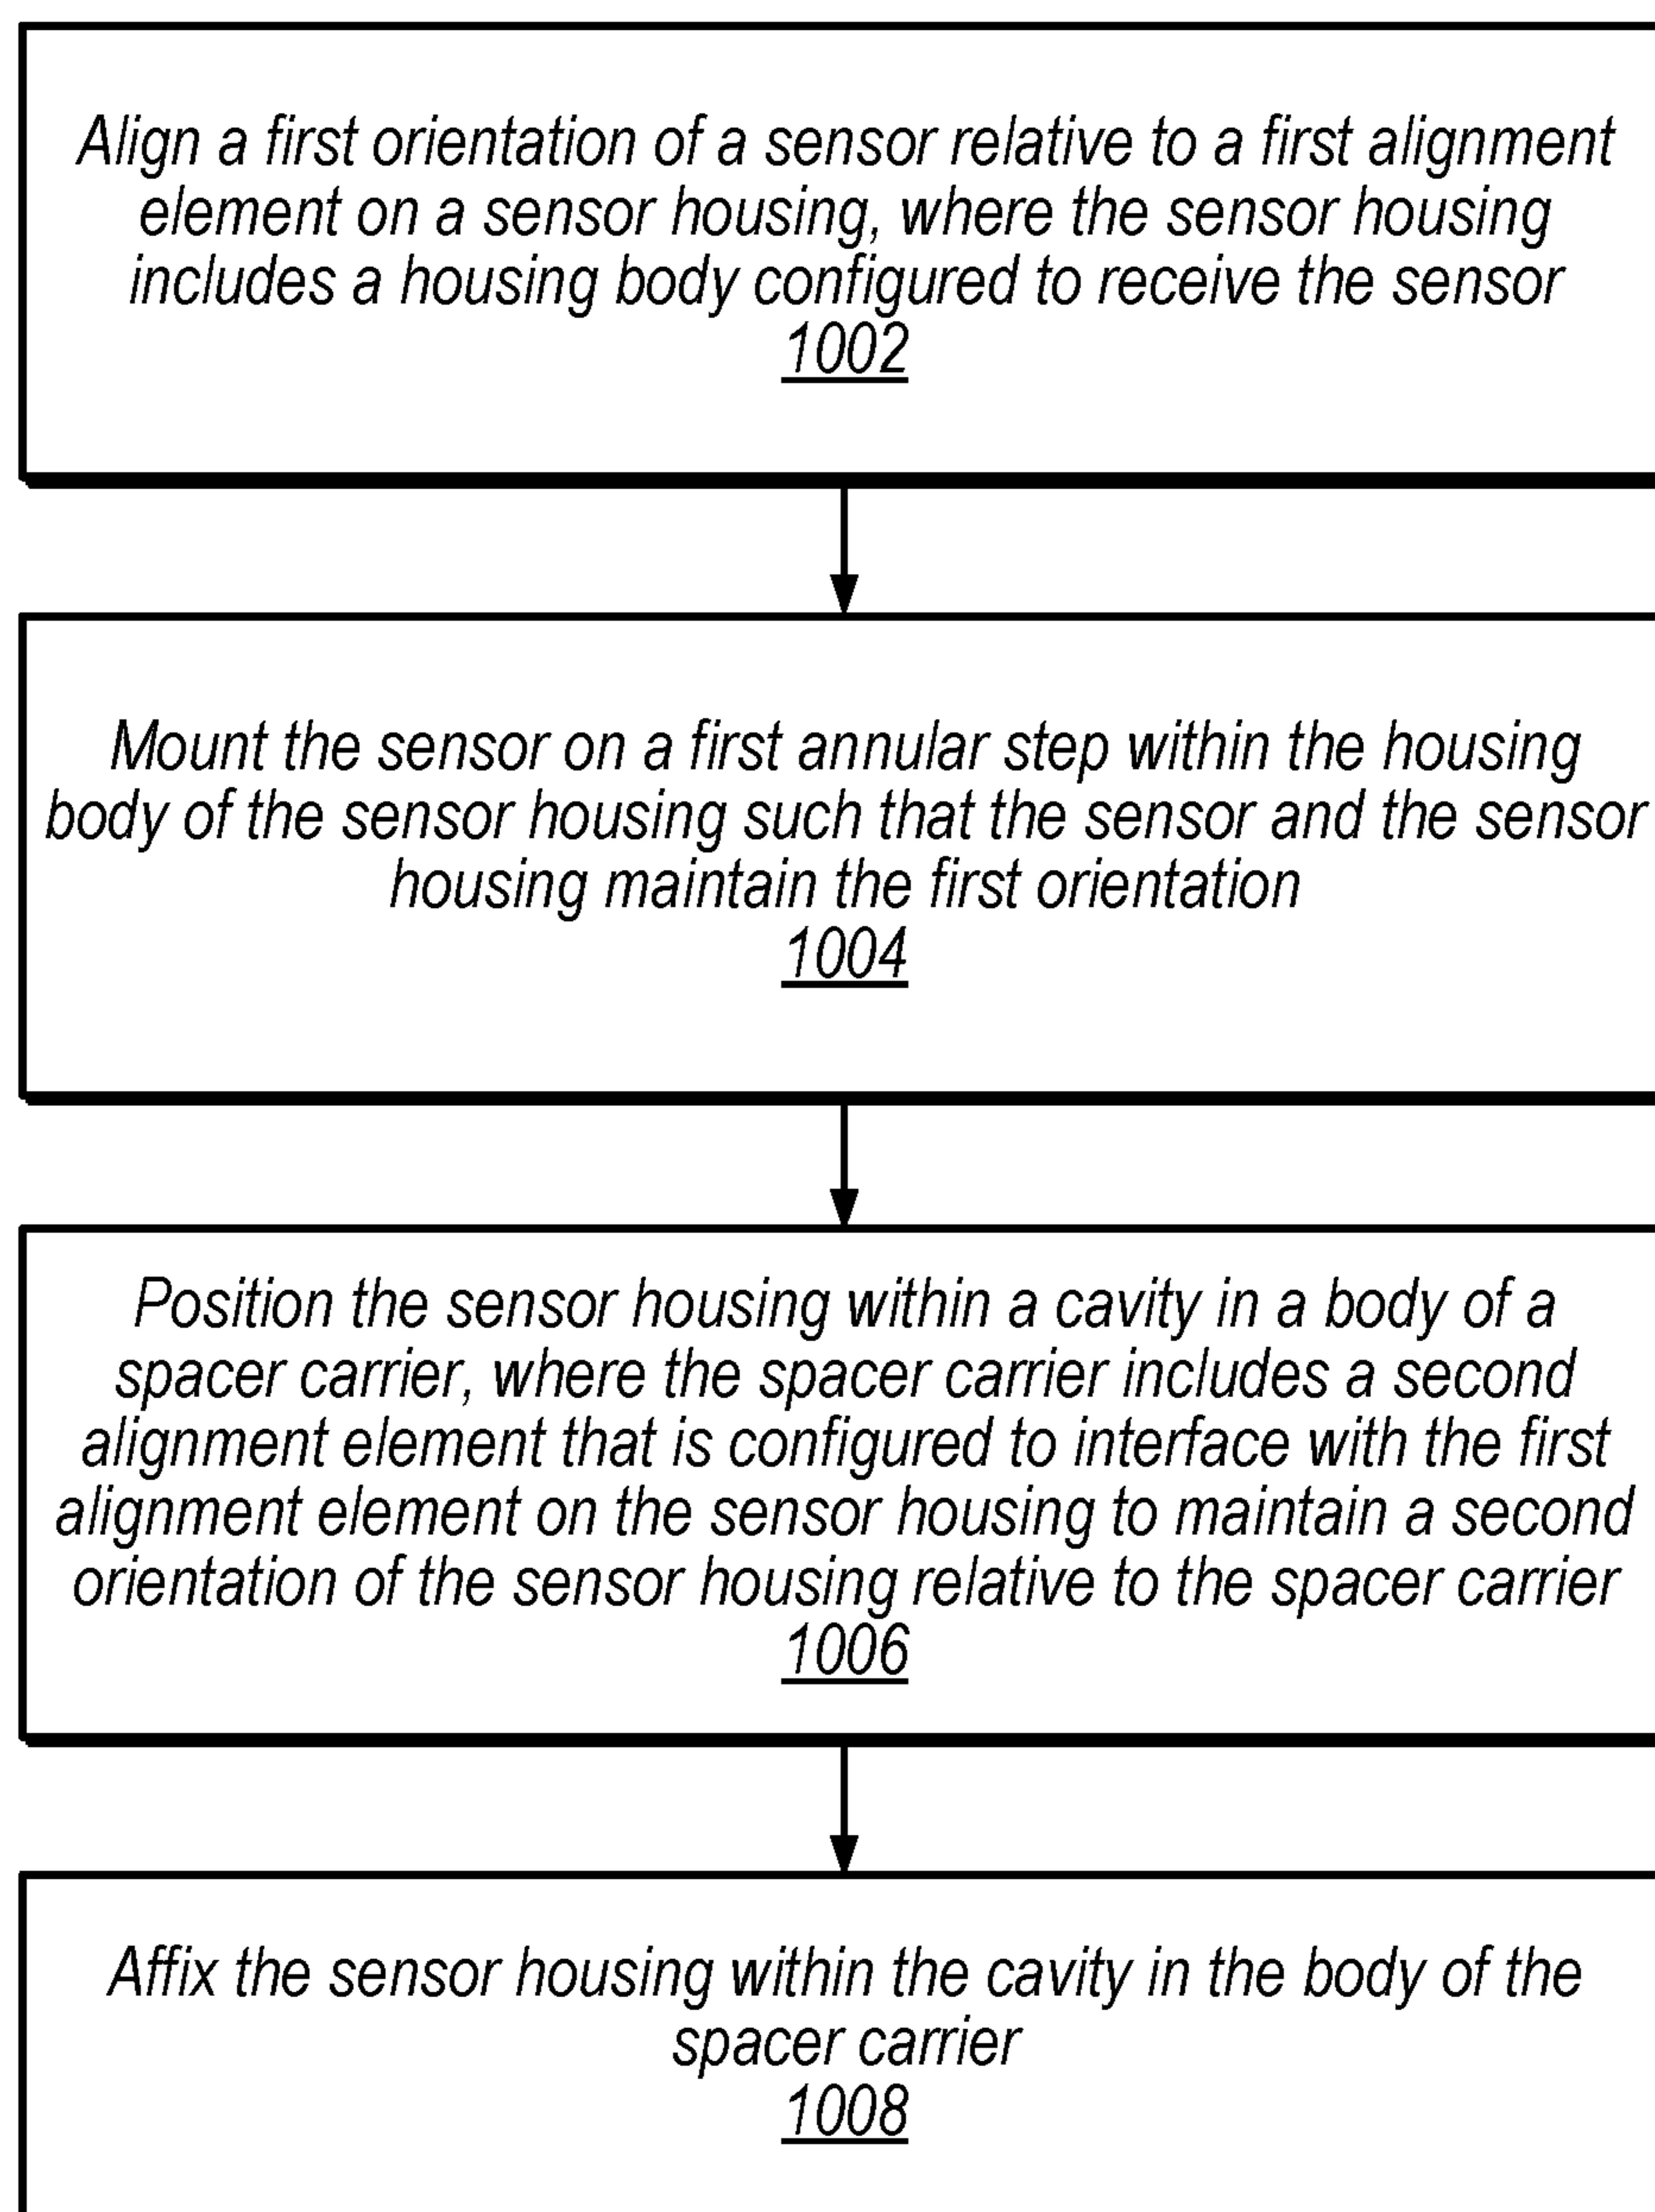 Align a first orientation of a sensor relative to a first alignment
element on a sensor housing, where the sensor housing
includes a housing body configured to receive the sensor
1002
Mount the sensor on a first annular step within the housing
body of the sensor housing such that the sensor and the sensor
housing maintain the first orientation
1004
Position the sensor housing within a cavity in a body of a
spacer carrier, where the spacer carrier includes a second
alignment element that is configured to interface with the first
alignment element on the sensor housing to maintain a second
orientation of the sensor housing relative to the spacer carrier
1006
Affix the sensor housing within the cavity in the body of the
spacer carrier
1008